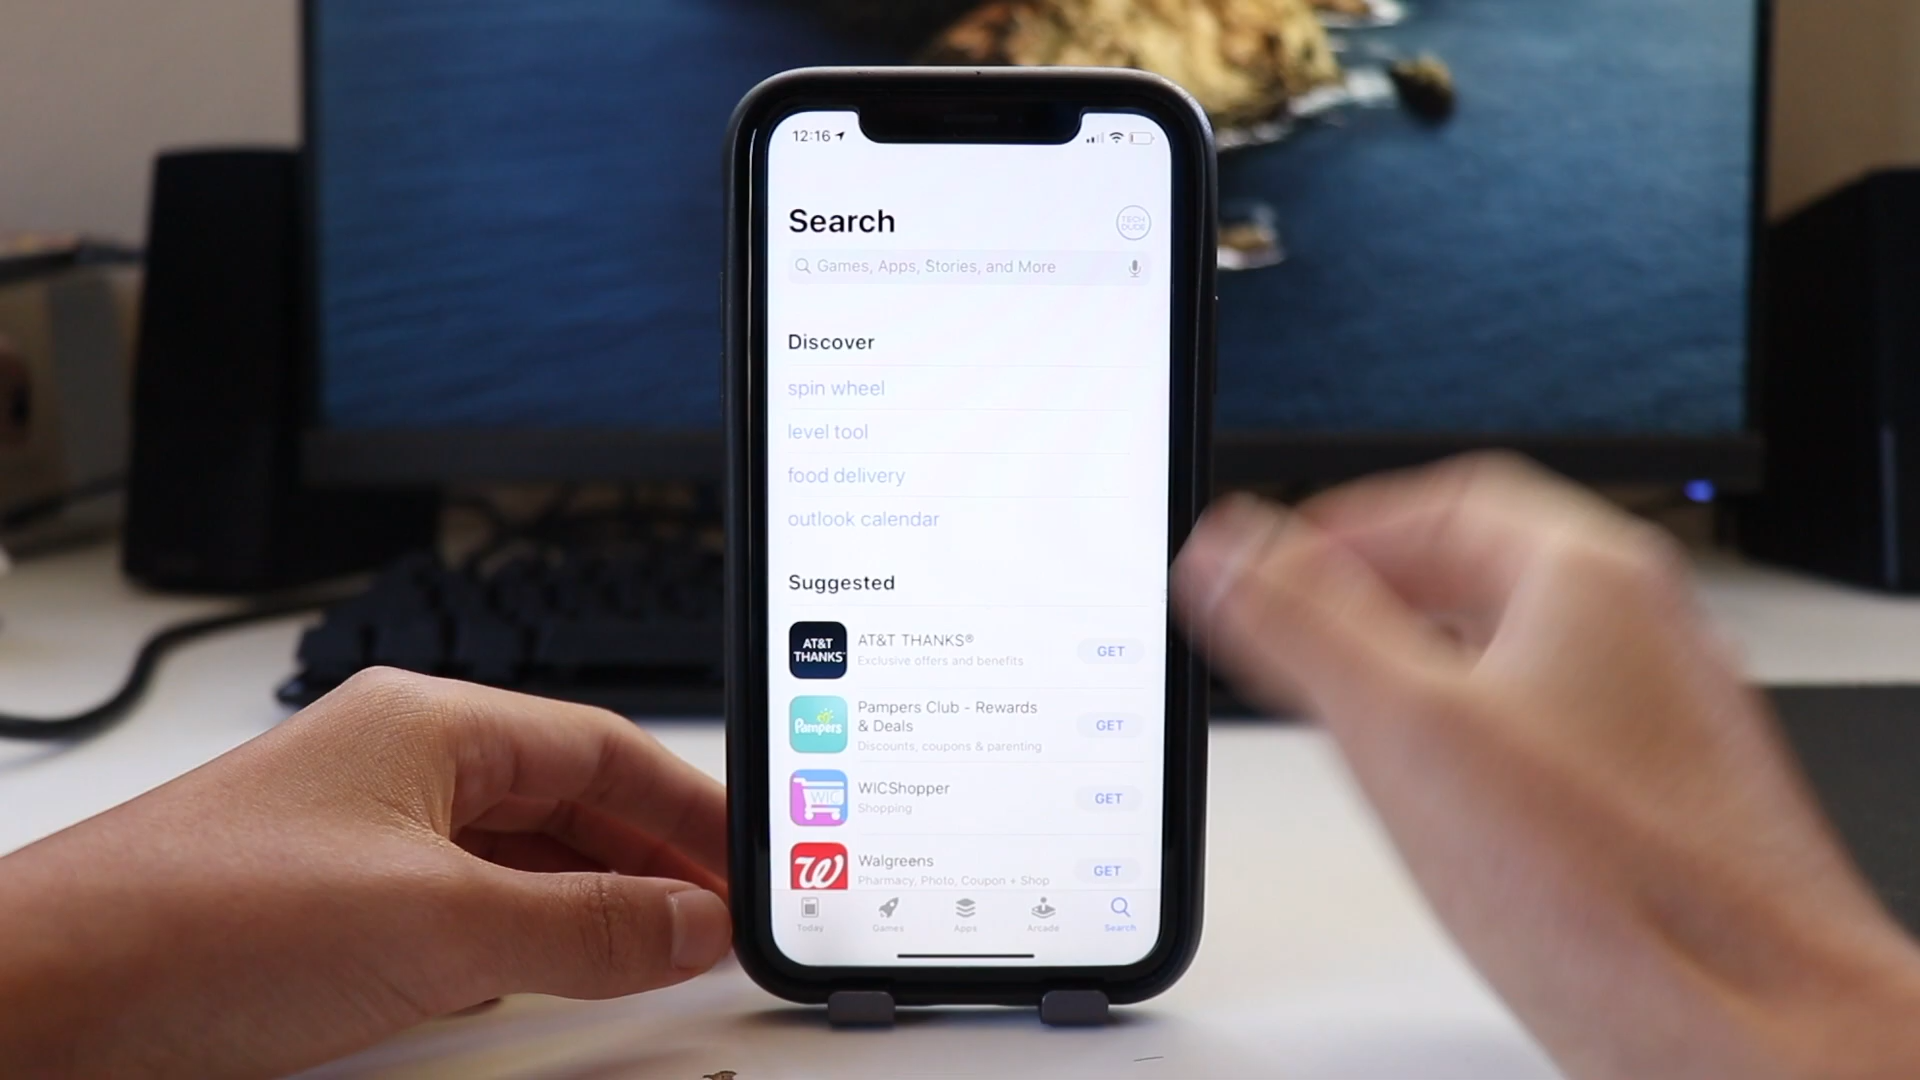 12:16
Search
TECH
DUDE
Games, Apps, Stories, and More
Discover
spin wheel
level tool
food delivery
outlook calendar
Suggested
AT&T
THANKS
AT&T THANKS®
Exclusive offers and benefits
GET
Pampers
Pampers Club - Rewards
& Deals
Discounts, coupons & parenting
GET
WIC
WICShopper
Shopping
GET
W
Walgreens
Pharmacy, Photo, Coupon + Shop
GET
Today
Games
Apps
Arcade
Search